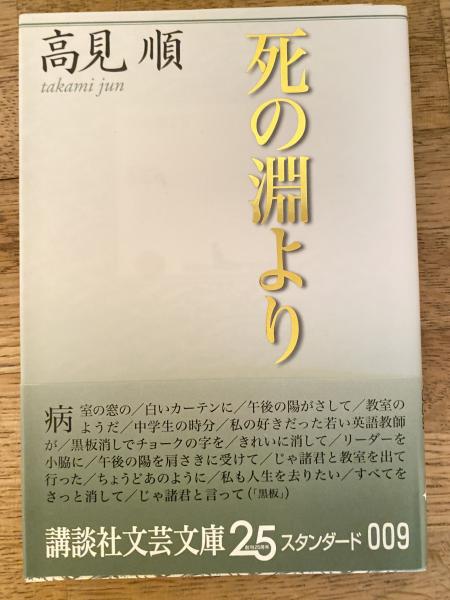 高見 順
takami jun
死の淵より
病室の窓の／白いカーテンに／午後の陽がさして／教室の
ようだ／中学生の時分／私の好きだった若い英語教師
が／黒板消しでチョークの字を／きれいに消して／リーダーを
小脇に／午後の陽を肩さきに受けて／じゃ諸君と教室を出て
行った／ちょうどあのように／私も人生を去りたい／すべてを
さっと消して／じゃ諸君と言って（「黒板」）
講談社文芸文庫 25 創刊25周年 スタンダード 009